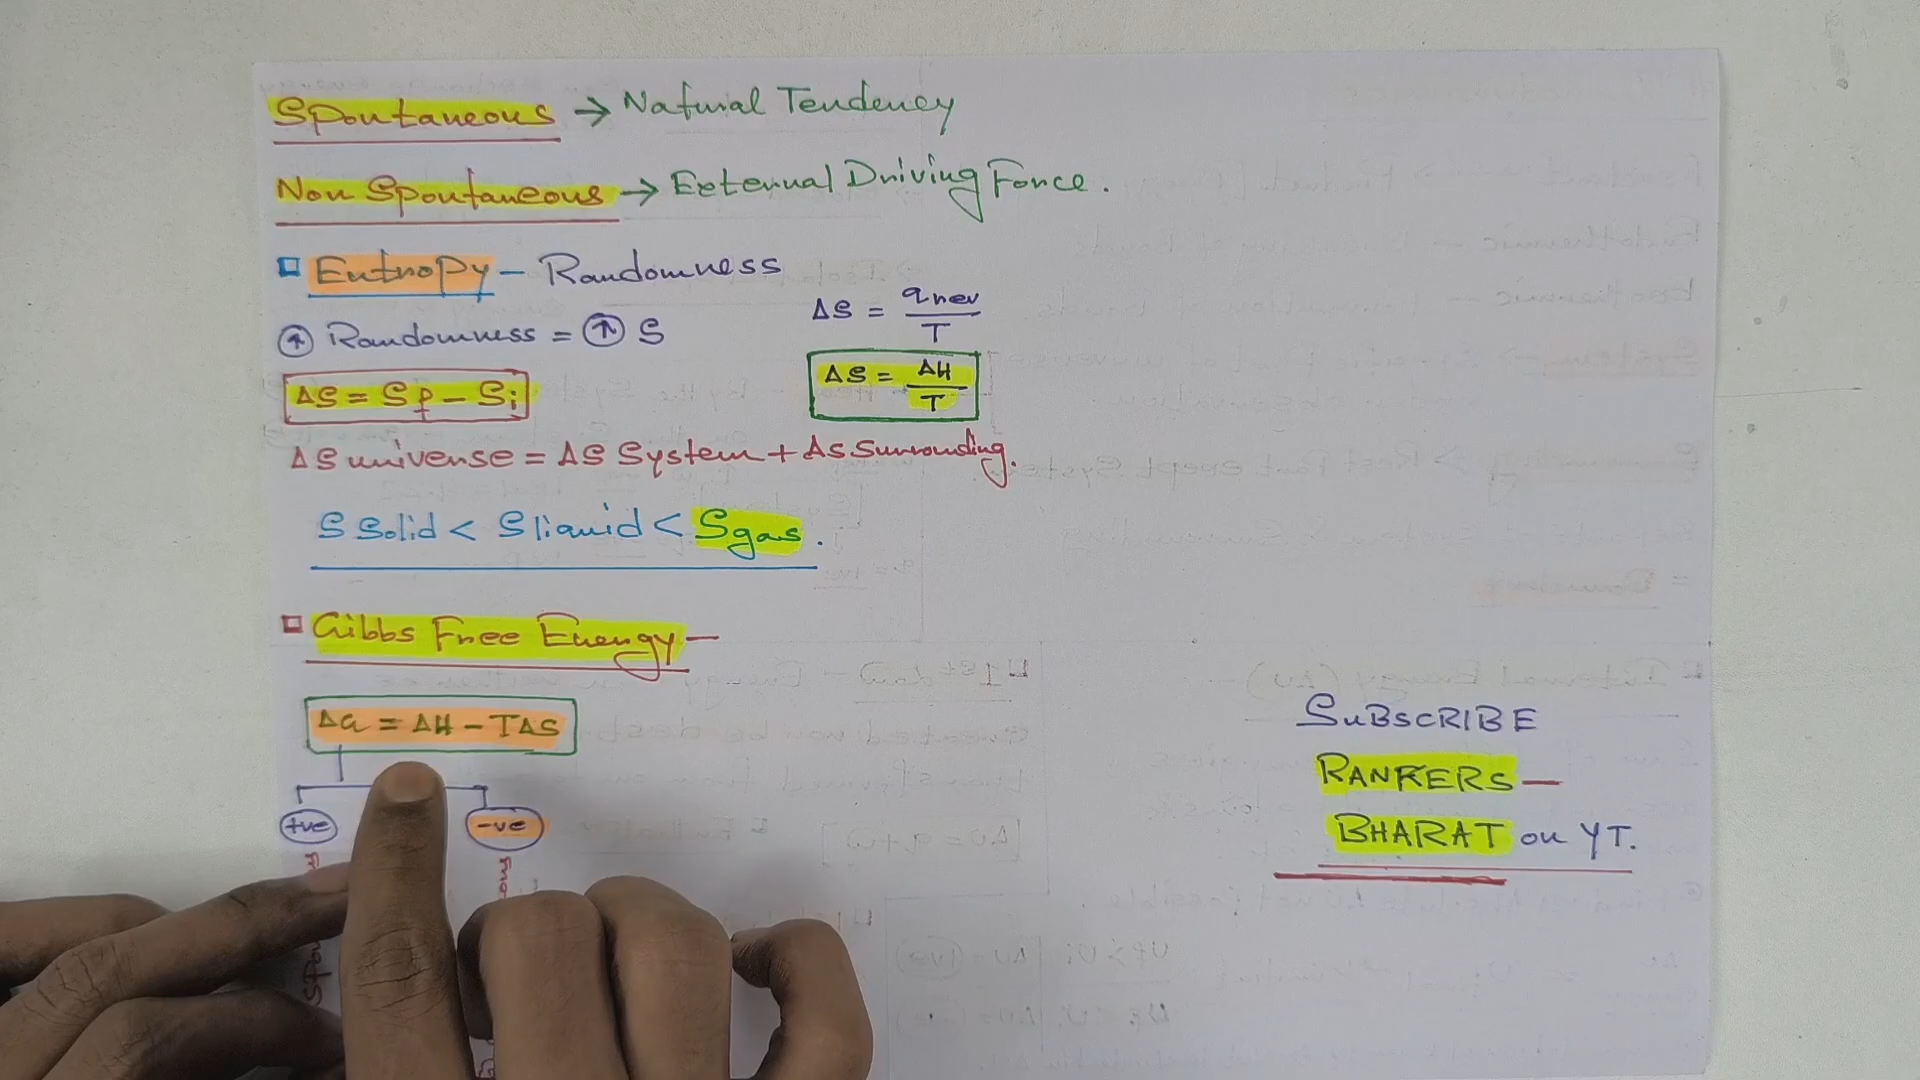 Spontaneous → Natural Tendency
Non Spontaneous → External Driving Force.
Entropy - Randomness
↑ Randomness = ↑ S
ΔS = qrev / T
ΔS = Sf - Si
ΔS = ΔH / T
ΔS universe = ΔS System + ΔS Surrounding.
S Solid < S liquid < S gas.
Gibbs Free Energy -
ΔG = ΔH - TΔS
+ve
-ve
SUBSCRIBE
RANKERS -
BHARAT on YT.